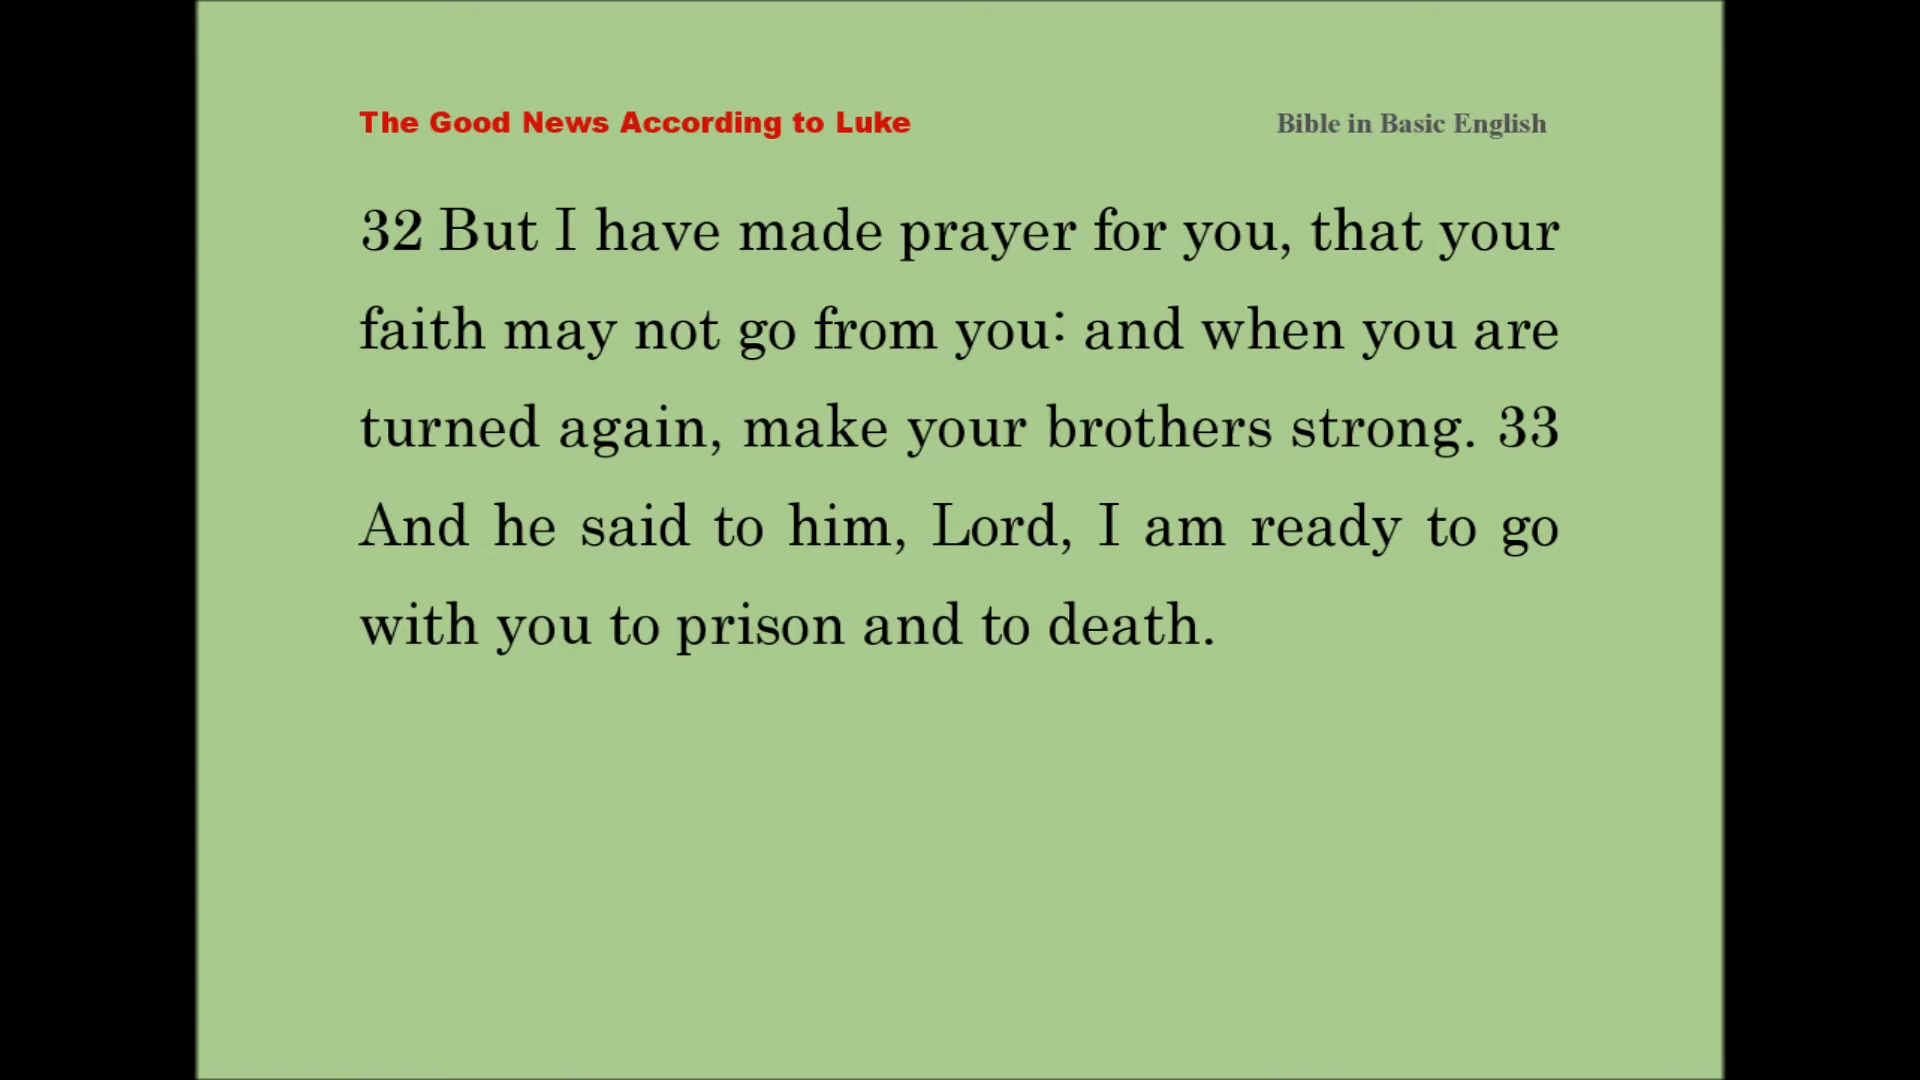 The Good News According to Luke
Bible in Basic English
32 But I have made prayer for you, that your
faith may not go from you: and when you are
turned again, make your brothers strong. 33
And he said to him, Lord, I am ready to go
with you to prison and to death.